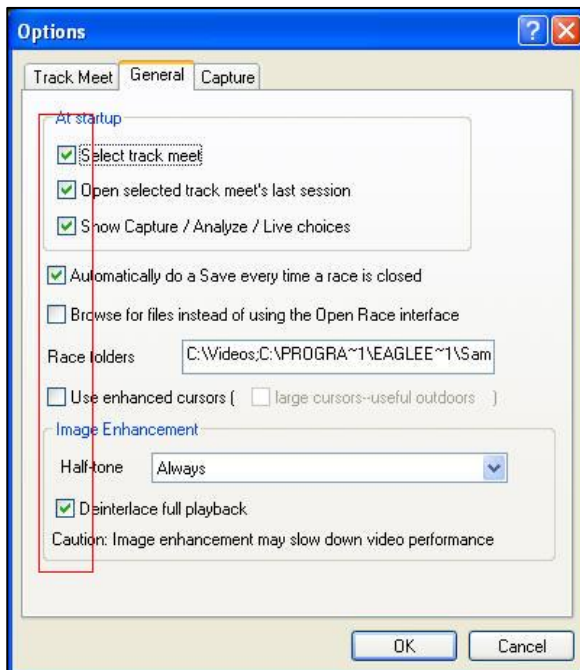 Options
Track Meet General Capture
At startup
Select track meet
Open selected track meet's last session
Show Capture / Analyze / Live choices
Automatically do a Save every time a race is closed
Browse for files instead of using the Open Race interface
Race folders C:\Videos;C:\PROGRA~1\EAGLEE~1\Sam
Use enhanced cursors ( large cursors--useful outdoors )
Image Enhancement
Half-tone Always
Deinterlace full playback
Caution: Image enhancement may slow down video performance
OK Cancel